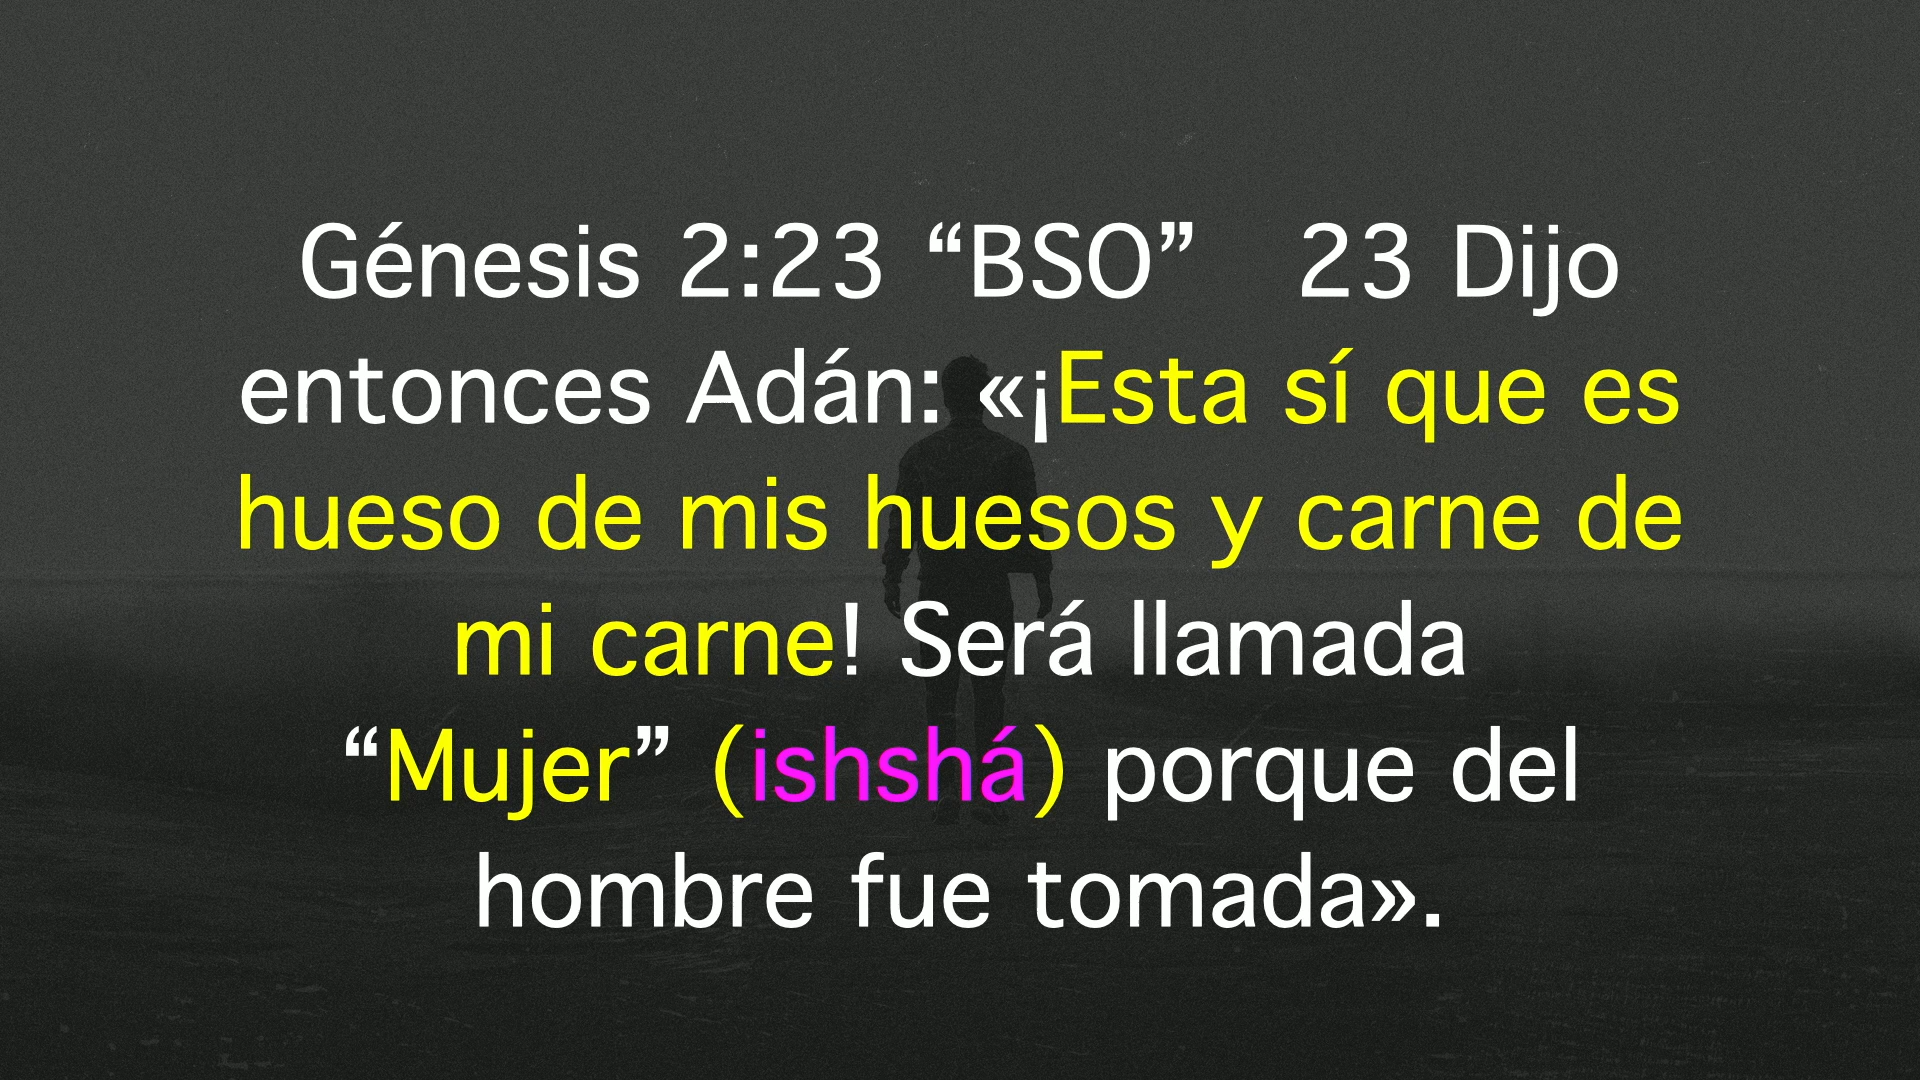 Génesis 2:23 “BSO”   23 Dijo
entonces Adán: «¡Esta sí que es
hueso de mis huesos y carne de
mi carne! Será llamada
“Mujer” (ishshá) porque del
hombre fue tomada».